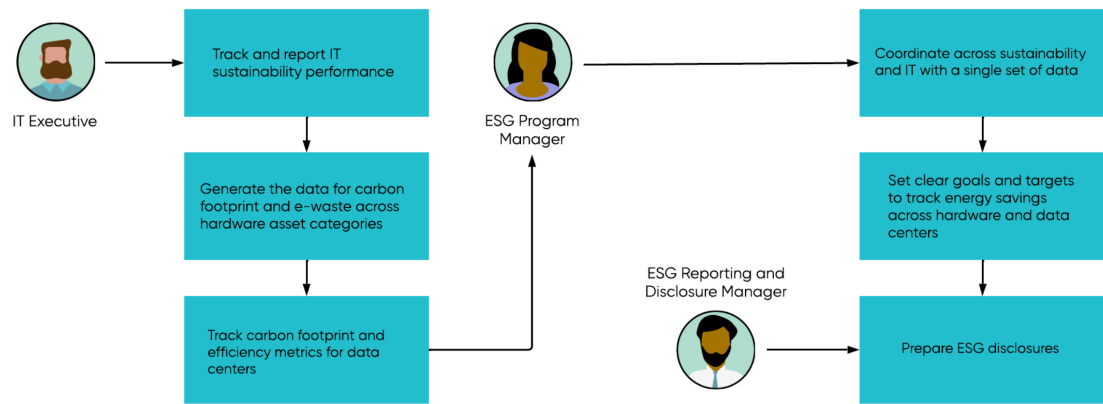 IT Executive
Track and report IT
sustainability performance
Generate the data for carbon
footprint and e-waste across
hardware asset categories
Track carbon footprint and
efficiency metrics for data
centers
ESG Program
Manager
Coordinate across sustainability
and IT with a single set of data
Set clear goals and targets
to track energy savings
across hardware and data
centers
ESG Reporting and
Disclosure Manager
Prepare ESG disclosures